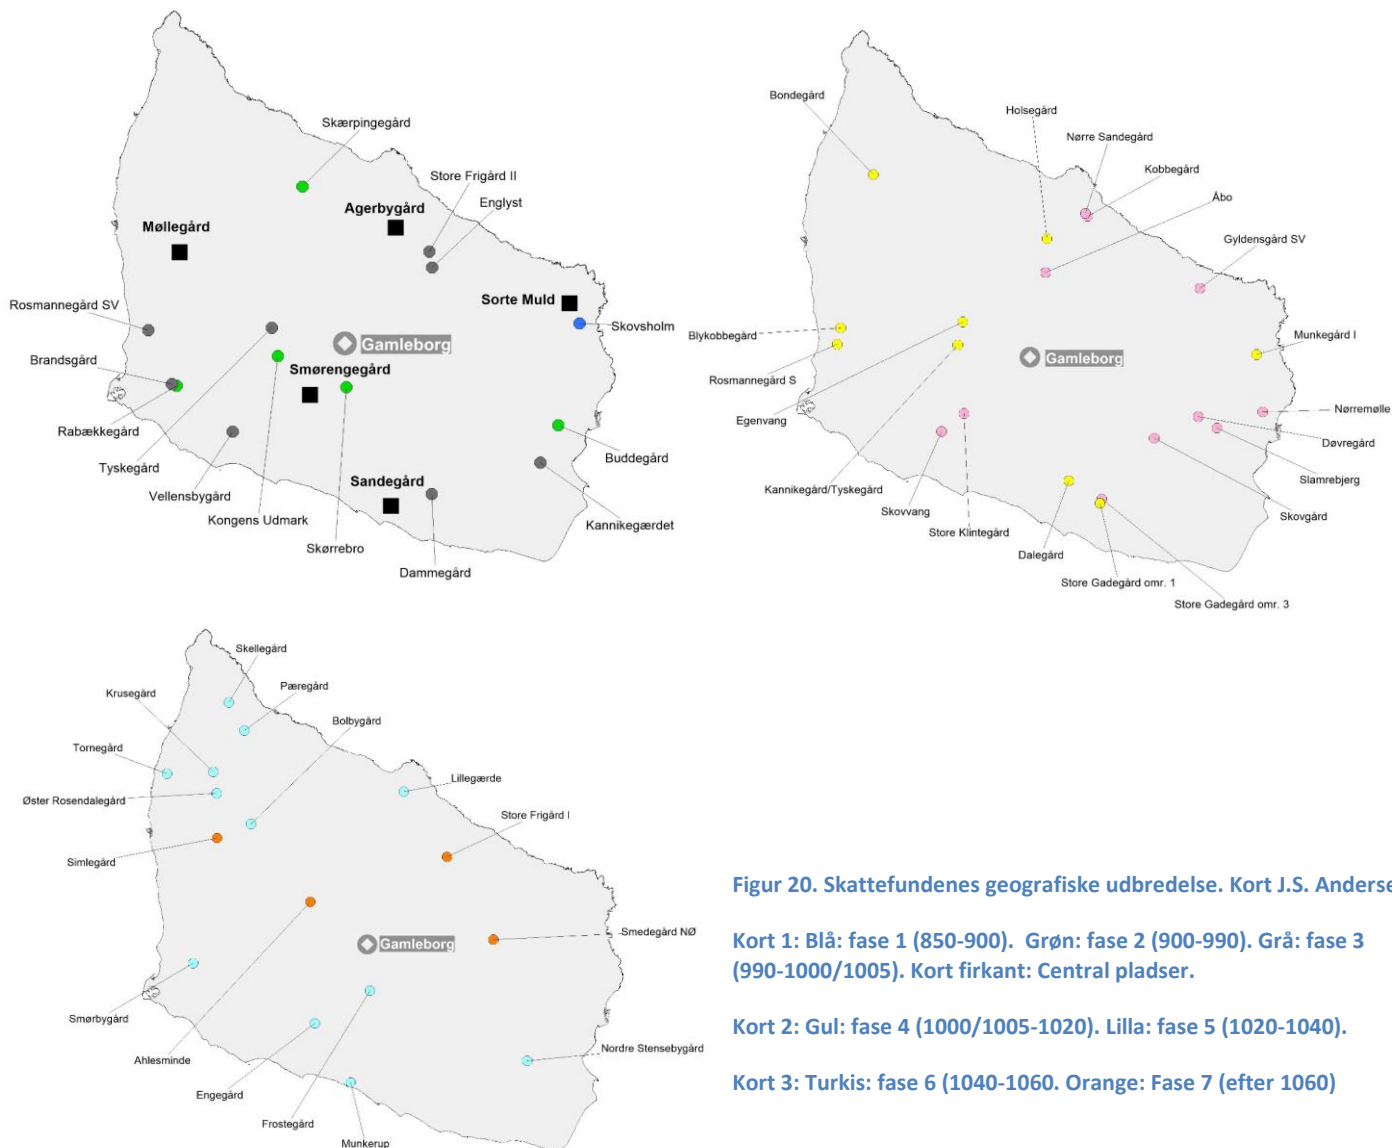 Skærpingegård
Store Frigård II
Englyst
Agerbygård
Møllegård
Sorte Muld
Rosmannegård SV
Skovsholm
Gamleborg
Brandsgård
Smørengegård
Rabækkegård
Tyskegård
Buddegård
Vellensbygård
Sandegård
Kongens Udmark
Kannikegærdet
Skørrebro
Dammegård
Bondegård
Holsegård
Nørre Sandegård
Kobbegård
Åbo
Gyldensgård SV
Blykobbegård
Munkegård I
Gamleborg
Rosmannegård S
Egenvang
Nørremølle
Døvregård
Kannikegård/Tyskegård
Slamrebjerg
Skovvang
Store Klintegård
Skovgård
Dalegård
Store Gadegård omr. 1
Store Gadegård omr. 3
Skellegård
Pæregård
Krusegård
Bolbygård
Tornegård
Lillegærde
Øster Rosendalegård
Store Frigård I
Simlegård
Smedegård NØ
Gamleborg
Smørbygård
Ahlesminde
Nordre Stensebygård
Engegård
Frostegård
Munkerup
Figur 20. Skattefundenes geografiske udbredelse. Kort J.S. Anderse
Kort 1: Blå: fase 1 (850-900). Grøn: fase 2 (900-990). Grå: fase 3
(990-1000/1005). Kort firkant: Central pladser.
Kort 2: Gul: fase 4 (1000/1005-1020). Lilla: fase 5 (1020-1040).
Kort 3: Turkis: fase 6 (1040-1060. Orange: Fase 7 (efter 1060)